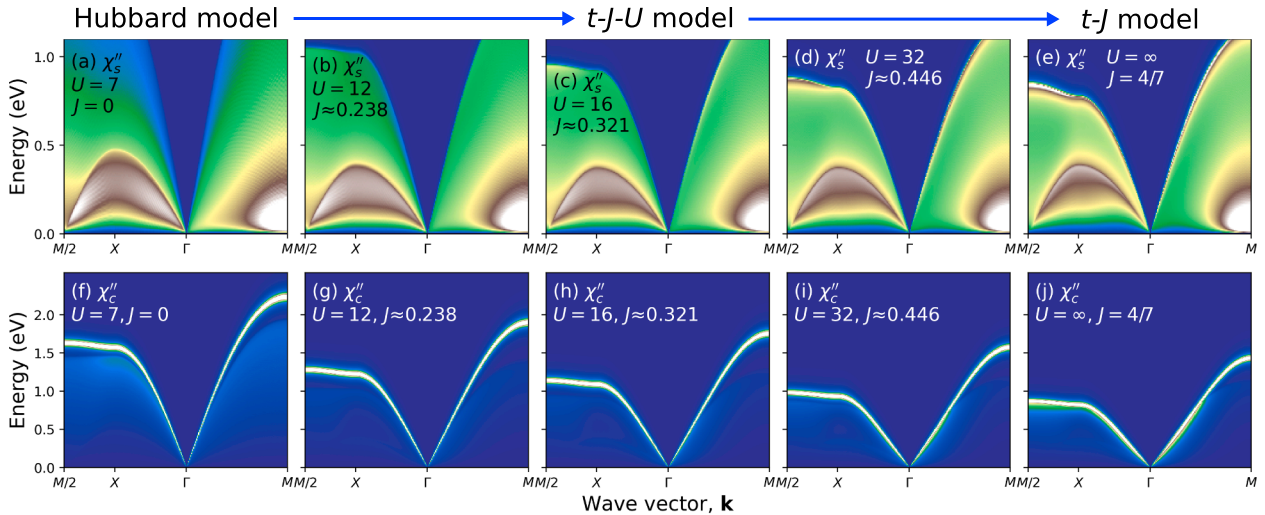 Hubbard model t-J-U model t-J model
Energy (eV)
1.0
0.5
0.0
(a) χ″s
U = 7
J = 0
(b) χ″s
U = 12
J≈0.238
(c) χ″s
U = 16
J≈0.321
(d) χ″s U = 32
J≈0.446
(e) χ″s U = ∞
J = 4/7
M/2 X Γ M M/2 X Γ M M/2 X Γ M M/2 X Γ M M/2 X Γ M
Energy (eV)
2.0
1.5
1.0
0.5
0.0
(f) χ″c
U = 7, J = 0
(g) χ″c
U = 12, J≈0.238
(h) χ″c
U = 16, J≈0.321
(i) χ″c
U = 32, J≈0.446
(j) χ″c
U = ∞, J = 4/7
M/2 X Γ M M/2 X Γ M M/2 X Γ M M/2 X Γ M M/2 X Γ M
Wave vector, k